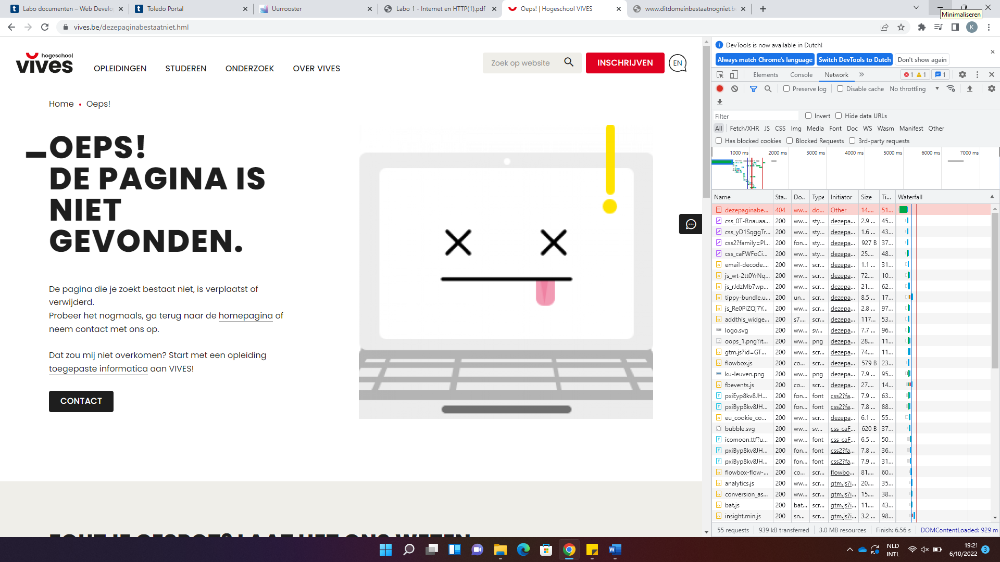 Labo documenten – Web Develo
Toledo Portal
Uurrooster
Labo 1 - Internet en HTTP(1).pdf
Oeps! | Hogeschool VIVES
www.ditdomeinbestaatnogniet.b
Minimaliseren
vives.be/dezepaginabestaatniet.hml
K
hogeschool
vives
OPLEIDINGEN STUDEREN ONDERZOEK OVER VIVES
Zoek op website
INSCHRIJVEN
EN
Home • Oeps!
OEPS!
DE PAGINA IS
NIET
GEVONDEN.
De pagina die je zoekt bestaat niet, is verplaatst of
verwijderd.
Probeer het nogmaals, ga terug naar de homepagina of
neem contact met ons op.
Dat zou mij niet overkomen? Start met een opleiding
toegepaste informatica aan VIVES!
CONTACT
DevTools is now available in Dutch!
Always match Chrome's language Switch DevTools to Dutch Don't show again
Elements Console Network » 1 1 1
Preserve log Disable cache No throttling
Filter Invert Hide data URLs
All Fetch/XHR JS CSS Img Media Font Doc WS Wasm Manifest Other
Has blocked cookies Blocked Requests 3rd-party requests
1000 ms 2000 ms 3000 ms 4000 ms 5000 ms 6000 ms 7000 ms
Name Sta.. Do.. Type Initiator Size Ti... Waterfall
dezepaginabe... 404 ww... do... Other 14.... 51...
css_0T-Rnauaa... 200 ww... sty... dezepa... 2.9 ... 45...
css_yD1SqggTr... 200 ww... sty... dezepa... 1.6 ... 43...
css2?family=Pl... 200 fon... sty... dezepa... 927 B 37...
css_caFWFoCi... 200 ww... sty... dezepa... 25.... 48...
email-decode.... 200 ww... scr... dezepa... 1.1 ... 31...
js_wt-2tt0YrNq... 200 ww... scr... dezepa... 72.... 10...
js_rJdzMb7wp... 200 ww... scr... dezepa... 21.... 62...
tippy-bundle.u... 200 un... scr... dezepa... 8.5 ... 17...
js_Re0PiZQj7Y... 200 ww... scr... dezepa... 2.8 ... 97...
addthis_widge... 200 s7.... scr... dezepa... 117... 53...
logo.svg 200 ww... sv... dezepa... 7.7 ... 96...
oops_1.png?it... 200 ww... png dezepa... 28.... 11...
gtm.js?id=GT... 200 ww... scr... dezepa... 74.... 11...
flowbox.js 200 co... scr... dezepa... 579 B 23...
ku-leuven.png 200 ww... png dezepa... 7.9 ... 95...
fbevents.js 200 co... scr... dezepa... 27.... 14...
pxiEyp8kv8JH... 200 fon... font css2?fa... 7.9 ... 63...
pxiByp8kv8JH... 200 fon... font css2?fa... 7.8 ... 88...
eu_cookie_co... 200 ww... scr... dezepa... 6.1 ... 55...
bubble.svg 200 ww... sv... css_caF... 620 B 37...
icomoon.ttf?u... 200 ww... font css_caF... 6.5 ... 50...
pxiByp8kv8JH... 200 fon... font css2?fa... 7.8 ... 36...
pxiByp8kv8JH... 200 fon... font css2?fa... 7.9 ... 31...
flowbox-flow-... 200 co... scr... flowbo... 81.... 60...
analytics.js 200 ww... scr... gtm.js?i... 20.... 35...
conversion_as... 200 ww... scr... gtm.js?i... 15.... 38...
bat.js 200 bat... scr... gtm.js?i... 11.... 43...
insight.min.js 200 sn... scr... gtm.js?i... 3.2 ... 98...
55 requests 939 kB transferred 3.0 MB resources Finish: 6.56 s DOMContentLoaded: 929 m
FOUT JE GESPOT? LAAT HET ONS WETEN
NLD
INTL
19:21
6/10/2022
3